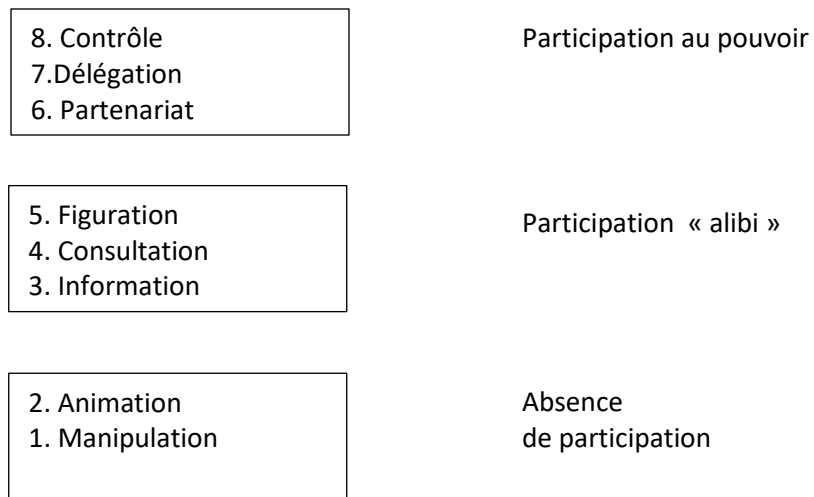 8. Contrôle
7.Délégation
6. Partenariat
Participation au pouvoir
5. Figuration
4. Consultation
3. Information
Participation « alibi »
2. Animation
1. Manipulation
Absence
de participation